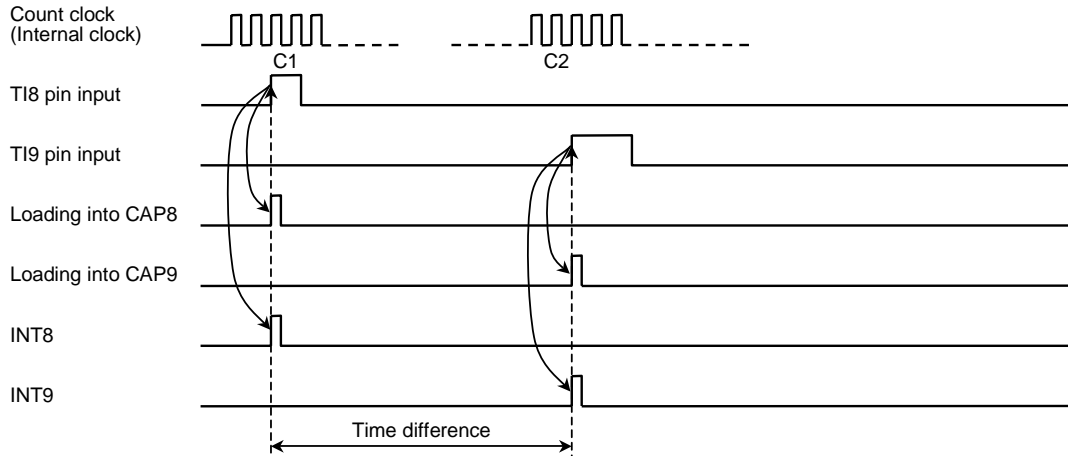 Count clock
(Internal clock)
C1
C2
TI8 pin input
TI9 pin input
Loading into CAP8
Loading into CAP9
INT8
INT9
Time difference